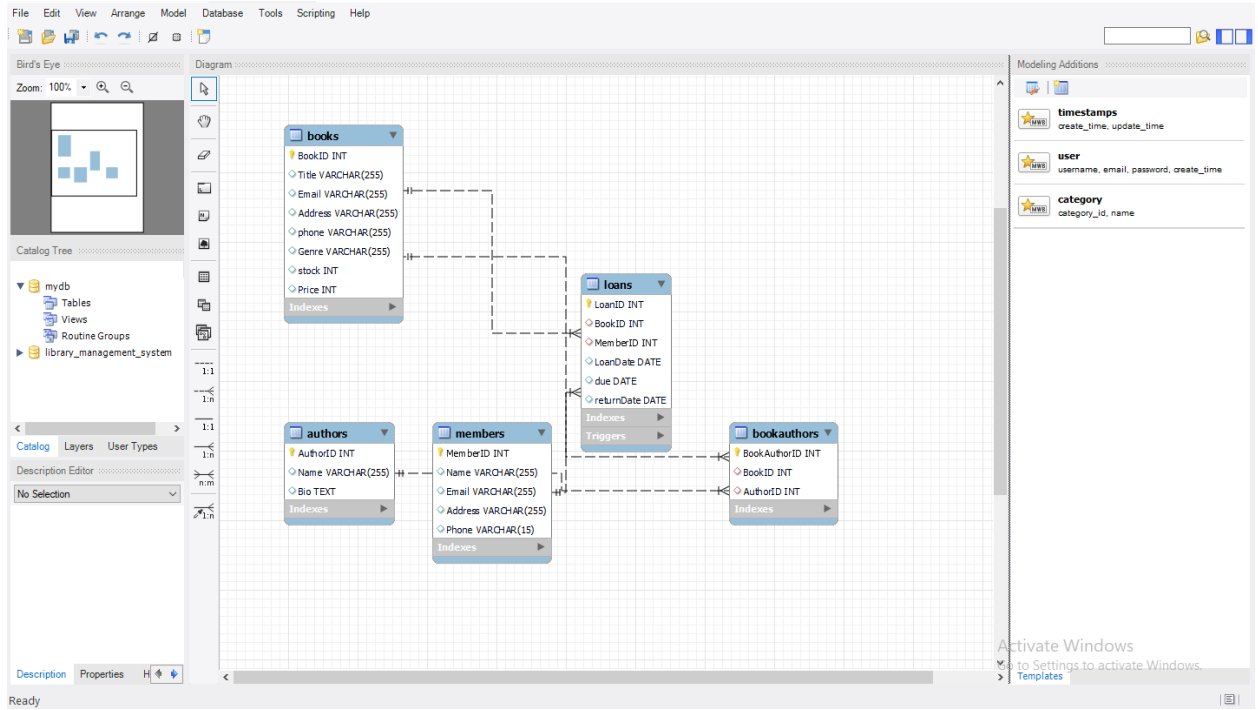 File Edit View Arrange Model Database Tools Scripting Help
Bird's Eye
Zoom: 100%
Catalog Tree
mydb
Tables
Views
Routine Groups
library_management_system
Catalog Layers User Types
Description Editor
No Selection
Description Properties H
Ready
Diagram
1:1
1:n
1:1
1:n
n:m
1:n
books
BookID INT
Title VARCHAR(255)
Email VARCHAR(255)
Address VARCHAR(255)
phone VARCHAR(255)
Genre VARCHAR(255)
stock INT
Price INT
Indexes
loans
LoanID INT
BookID INT
MemberID INT
LoanDate DATE
due DATE
returnDate DATE
Indexes
Triggers
authors
AuthorID INT
Name VARCHAR(255)
Bio TEXT
Indexes
members
MemberID INT
Name VARCHAR(255)
Email VARCHAR(255)
Address VARCHAR(255)
Phone VARCHAR(15)
Indexes
bookauthors
BookAuthorID INT
BookID INT
AuthorID INT
Indexes
Modeling Additions
timestamps
create_time, update_time
user
username, email, password, create_time
category
category_id, name
Activate Windows
Go to Settings to activate Windows.
Templates